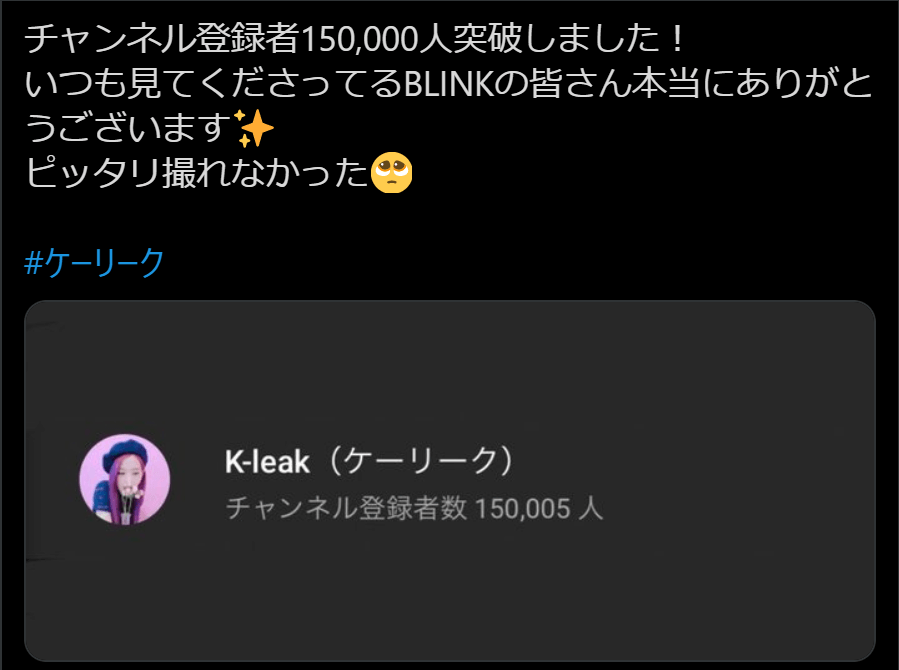 チャンネル登録者150,000人突破しました！
いつも見てくださってるBLINKの皆さん本当にありがと
うございます✨
ピッタリ撮れなかった🥺
#ケーリーク
K-leak（ケーリーク）
チャンネル登録者数 150,005 人